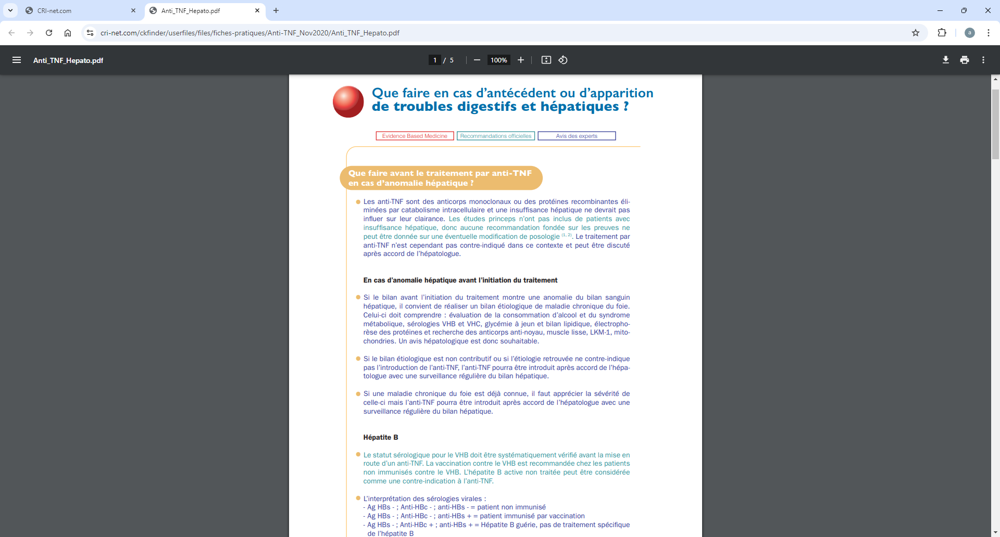 CRI-net.com
Anti_TNF_Hepato.pdf
cri-net.com/ckfinder/userfiles/files/fiches-pratiques/Anti-TNF_Nov2020/Anti_TNF_Hepato.pdf
a
Anti_TNF_Hepato.pdf
1 / 5
100%
Que faire en cas d’antécédent ou d’apparition
de troubles digestifs et hépatiques ?
Evidence Based Medicine
Recommandations officielles
Avis des experts
Que faire avant le traitement par anti-TNF
en cas d’anomalie hépatique ?
Les anti-TNF sont des anticorps monoclonaux ou des protéines recombinantes éli-
minées par catabolisme intracellulaire et une insuffisance hépatique ne devrait pas
influer sur leur clairance. Les études princeps n’ont pas inclus de patients avec
insuffisance hépatique, donc aucune recommandation fondée sur les preuves ne
peut être donnée sur une éventuelle modification de posologie (1, 2). Le traitement par
anti-TNF n’est cependant pas contre-indiqué dans ce contexte et peut être discuté
après accord de l’hépatologue.
En cas d’anomalie hépatique avant l’initiation du traitement
Si le bilan avant l’initiation du traitement montre une anomalie du bilan sanguin
hépatique, il convient de réaliser un bilan étiologique de maladie chronique du foie.
Celui-ci doit comprendre : évaluation de la consommation d’alcool et du syndrome
métabolique, sérologies VHB et VHC, glycémie à jeun et bilan lipidique, électropho-
rèse des protéines et recherche des anticorps anti-noyau, muscle lisse, LKM-1, mito-
chondries. Un avis hépatologique est donc souhaitable.
Si le bilan étiologique est non contributif ou si l’étiologie retrouvée ne contre-indique
pas l’introduction de l’anti-TNF, l’anti-TNF pourra être introduit après accord de l’hépa-
tologue avec une surveillance régulière du bilan hépatique.
Si une maladie chronique du foie est déjà connue, il faut apprécier la sévérité de
celle-ci mais l’anti-TNF pourra être introduit après accord de l’hépatologue avec une
surveillance régulière du bilan hépatique.
Hépatite B
Le statut sérologique pour le VHB doit être systématiquement vérifié avant la mise en
route d’un anti-TNF. La vaccination contre le VHB est recommandée chez les patients
non immunisés contre le VHB. L’hépatite B active non traitée peut être considérée
comme une contre-indication à l’anti-TNF.
L’interprétation des sérologies virales :
- Ag HBs - ; Anti-HBc - ; anti-HBs - = patient non immunisé
- Ag HBs - ; Anti-HBc - ; anti-HBs + = patient immunisé par vaccination
- Ag HBs - ; Anti-HBc + ; anti-HBs + = Hépatite B guérie, pas de traitement spécifique
de l’hépatite B